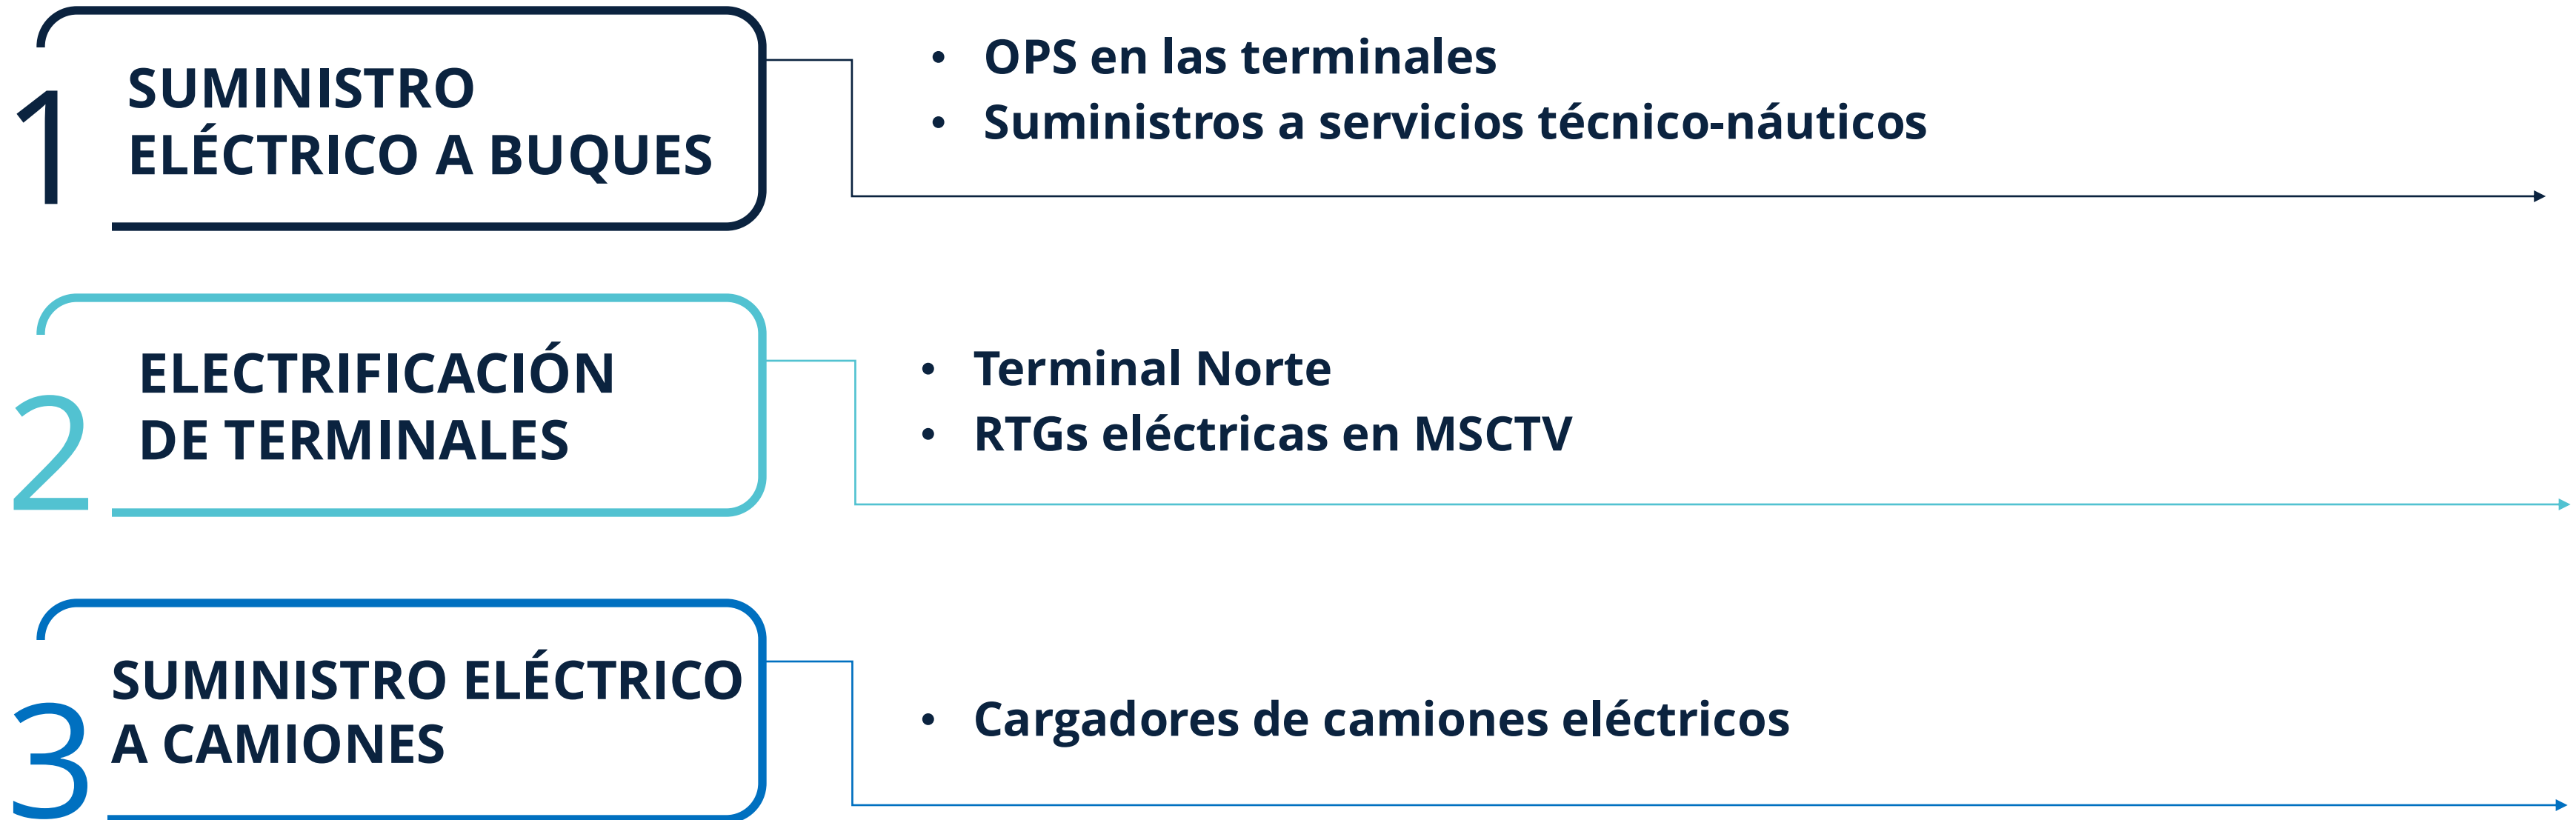 1
SUMINISTRO
ELÉCTRICO A BUQUES
• OPS en las terminales
• Suministros a servicios técnico-náuticos
2
ELECTRIFICACIÓN
DE TERMINALES
• Terminal Norte
• RTGs eléctricas en MSCTV
3
SUMINISTRO ELÉCTRICO
A CAMIONES
• Cargadores de camiones eléctricos